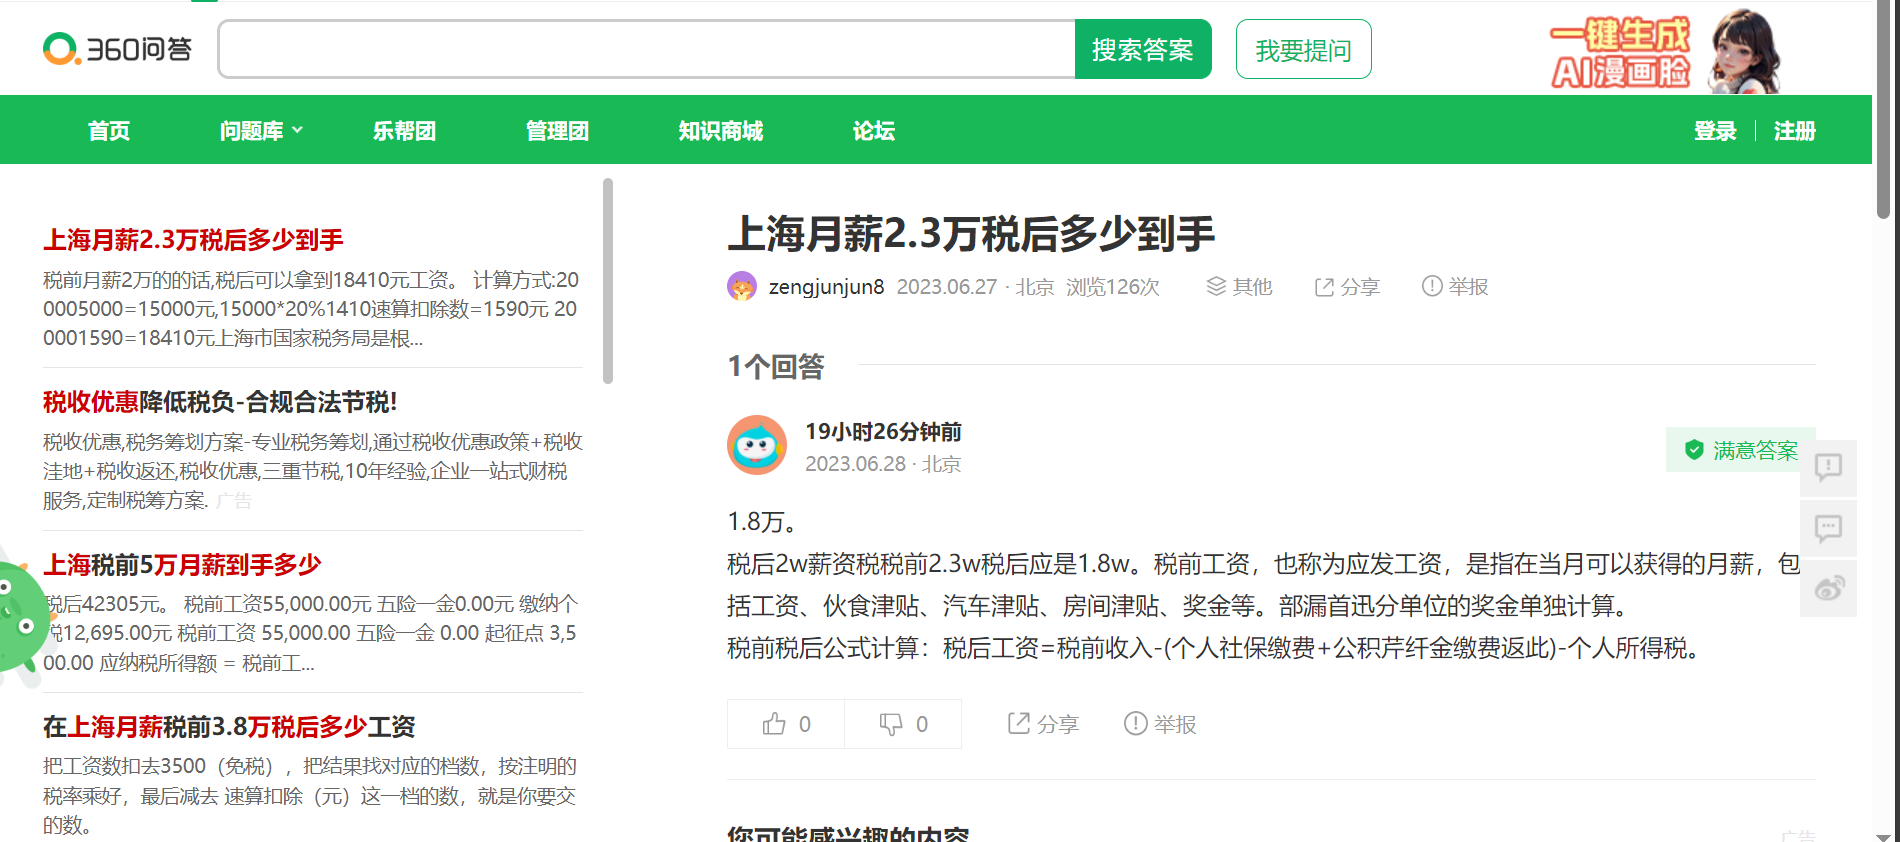 360问答
搜索答案
我要提问
一键生成
AI漫画脸
首页
问题库
乐帮团
管理团
知识商城
论坛
登录
注册
上海月薪2.3万税后多少到手
税前月薪2万的的话,税后可以拿到18410元工资。 计算方式:20
0005000=15000元,15000*20%1410速算扣除数=1590元 20
0001590=18410元上海市国家税务局是根...
税收优惠降低税负-合规合法节税!
税收优惠,税务筹划方案-专业税务筹划,通过税收优惠政策+税收
洼地+税收返还,税收优惠,三重节税,10年经验,企业一站式财税
服务,定制税筹方案. 广告
上海税前5万月薪到手多少
税后42305元。 税前工资55,000.00元 五险一金0.00元 缴纳个
税12,695.00元 税前工资 55,000.00 五险一金 0.00 起征点 3,5
00.00 应纳税所得额 = 税前工...
在上海月薪税前3.8万税后多少工资
把工资数扣去3500（免税），把结果找对应的档数，按注明的
税率乘好，最后减去 速算扣除（元）这一档的数，就是你要交
的数。
上海月薪2.3万税后多少到手
zengjunjun8 2023.06.27 · 北京 浏览126次 其他 分享 举报
1个回答
19小时26分钟前
2023.06.28 · 北京
满意答案
1.8万。
税后2w薪资税税前2.3w税后应是1.8w。税前工资，也称为应发工资，是指在当月可以获得的月薪，包
括工资、伙食津贴、汽车津贴、房间津贴、奖金等。部漏首迅分单位的奖金单独计算。
税前税后公式计算：税后工资=税前收入-(个人社保缴费+公积芹纤金缴费返此)-个人所得税。
0 0 分享 举报
您可能感兴趣的内容
广告